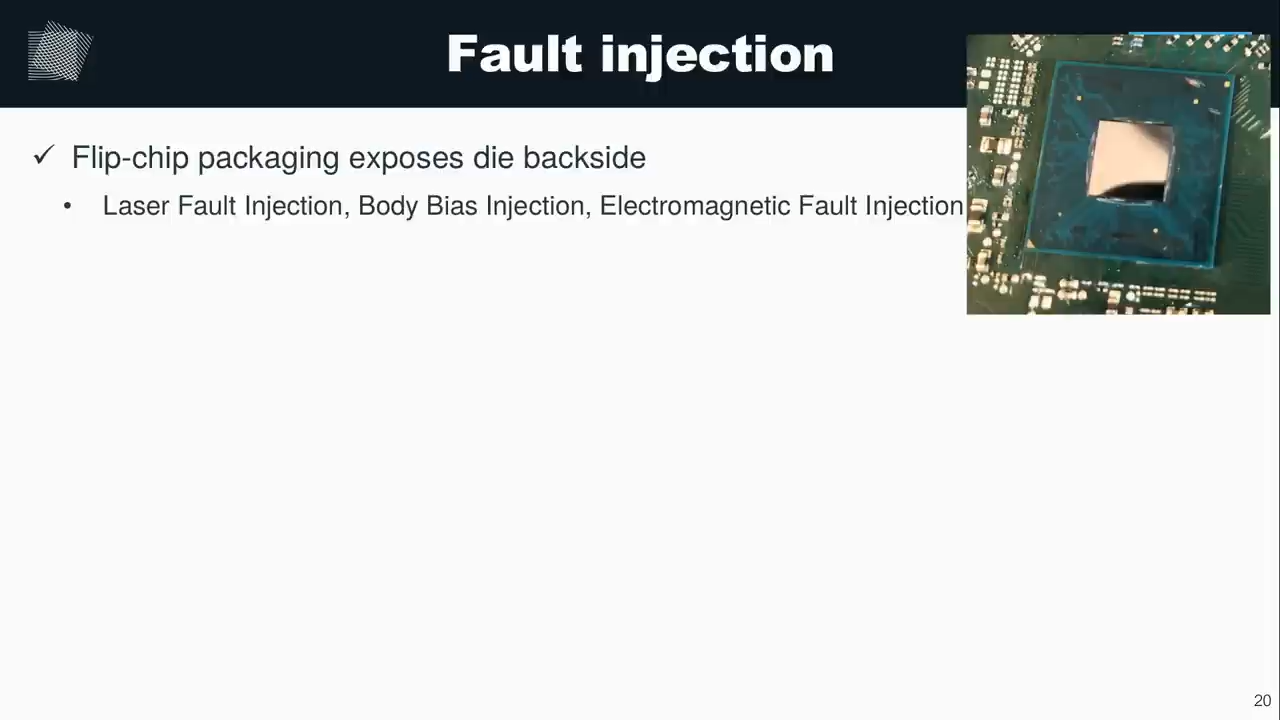 Fault injection
✓ Flip-chip packaging exposes die backside
• Laser Fault Injection, Body Bias Injection, Electromagnetic Fault Injection
20